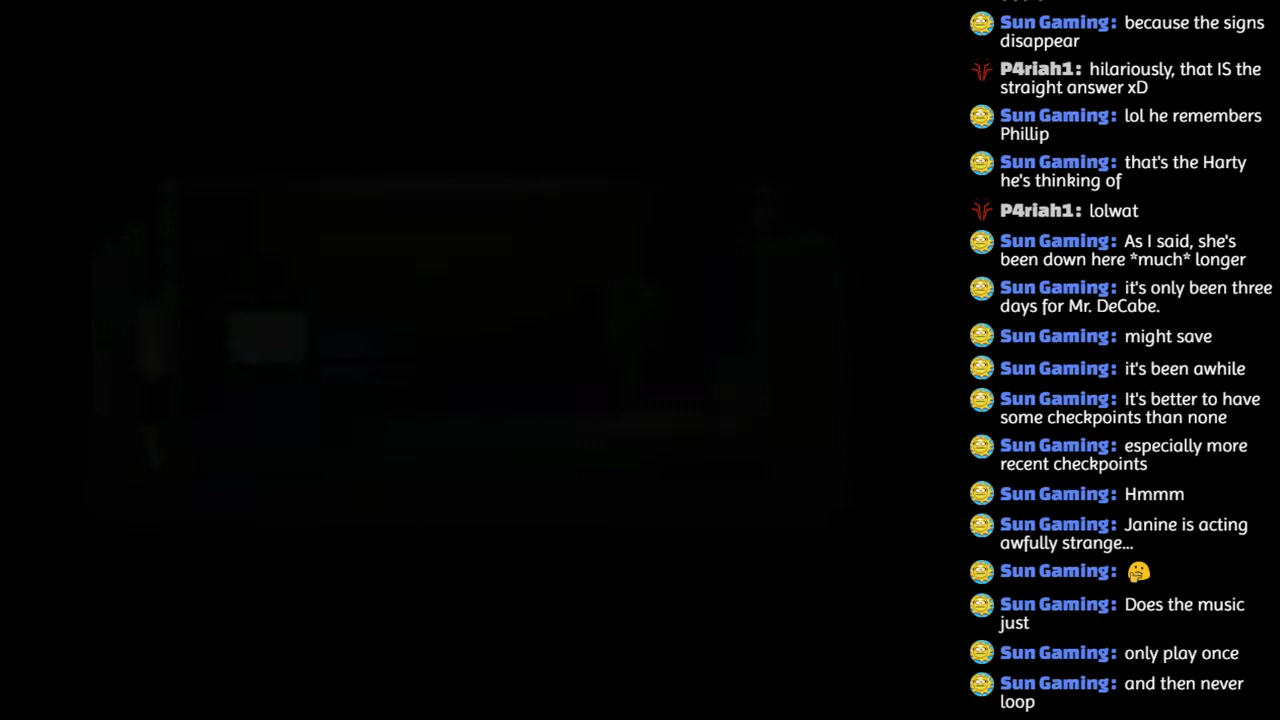 Sun Gaming: because the signs
disappear
P4riah1: hilariously, that IS the
straight answer xD
Sun Gaming: lol he remembers
Phillip
Sun Gaming: that's the Harty
he's thinking of
P4riah1: lolwat
Sun Gaming: As I said, she's
been down here *much* longer
Sun Gaming: it's only been three
days for Mr. DeCabe.
Sun Gaming: might save
Sun Gaming: it's been awhile
Sun Gaming: It's better to have
some checkpoints than none
Sun Gaming: especially more
recent checkpoints
Sun Gaming: Hmmm
Sun Gaming: Janine is acting
awfully strange...
Sun Gaming: 🤔
Sun Gaming: Does the music
just
Sun Gaming: only play once
Sun Gaming: and then never
loop